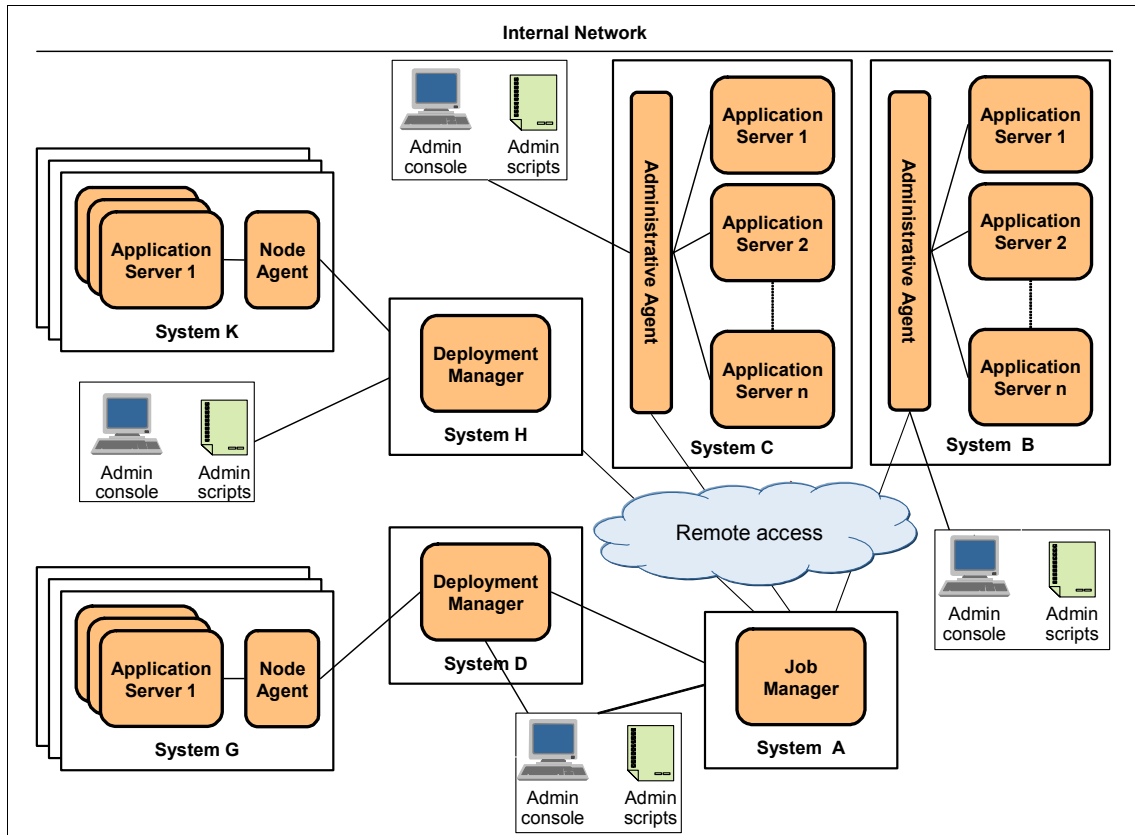 Internal Network
Admin
console
Admin
scripts
Administrative Agent
Application
Server 1
Application
Server 2
Application
Server n
System C
Administrative Agent
Application
Server 1
Application
Server 2
Application
Server n
System B
Application
Server 1
Node
Agent
System K
Deployment
Manager
System H
Admin
console
Admin
scripts
Remote access
Admin
console
Admin
scripts
Application
Server 1
Node
Agent
System G
Deployment
Manager
System D
Job
Manager
System A
Admin
console
Admin
scripts